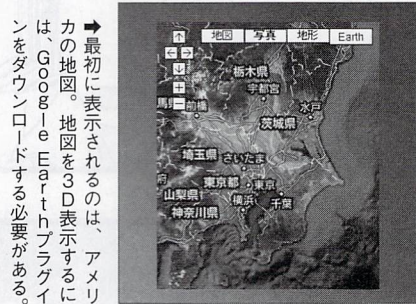 ➡最初に表示されるのは、アメリ
カの地図。地図を3D表示するに
は、Google Earthプラグイ
ンをダウンロードする必要がある。
地図 写真 地形 Earth
栃木県
宇都宮
前橋
水戸
茨城県
埼玉県 さいたま
東京都 東京
山梨県
横浜 千葉
神奈川県